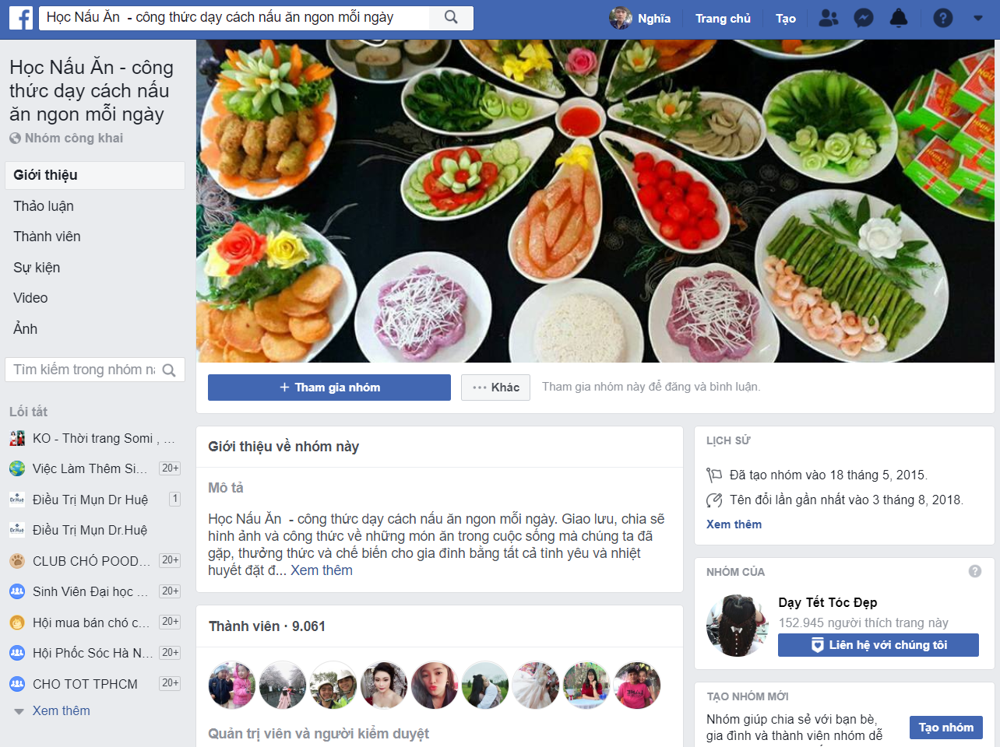 Học Nấu Ăn - công thức dạy cách nấu ăn ngon mỗi ngày
Nghĩa
Trang chủ
Tạo
Học Nấu Ăn - công
thức dạy cách nấu
ăn ngon mỗi ngày
Nhóm công khai
Giới thiệu
Thảo luận
Thành viên
Sự kiện
Video
Ảnh
Tìm kiếm trong nhóm nà
Lối tắt
KO - Thời trang Somi , ...
Việc Làm Thêm Si... 20+
Điều Trị Mụn Dr Huệ 1
Điều Trị Mụn Dr.Huệ
CLUB CHÓ POOD... 20+
Sinh Viên Đại học ... 20+
Hội mua bán chó c... 20+
Hội Phốc Sóc Hà N... 20+
CHO TOT TPHCM 20+
Xem thêm
+ Tham gia nhóm
··· Khác
Tham gia nhóm này để đăng và bình luận.
Giới thiệu về nhóm này
Mô tả
Học Nấu Ăn - công thức dạy cách nấu ăn ngon mỗi ngày. Giao lưu, chia sẽ
hình ảnh và công thức về những món ăn trong cuộc sống mà chúng ta đã
gặp, thưởng thức và chế biến cho gia đình bằng tất cả tình yêu và nhiệt
huyết đặt đ... Xem thêm
Thành viên · 9.061
Quản trị viên và người kiểm duyệt
LỊCH SỬ
Đã tạo nhóm vào 18 tháng 5, 2015.
Tên đổi lần gần nhất vào 3 tháng 8, 2018.
Xem thêm
NHÓM CỦA
Dạy Tết Tóc Đẹp
152.945 người thích trang này
Liên hệ với chúng tôi
TẠO NHÓM MỚI
Nhóm giúp chia sẻ với bạn bè,
gia đình và thành viên nhóm dễ
Tạo nhóm